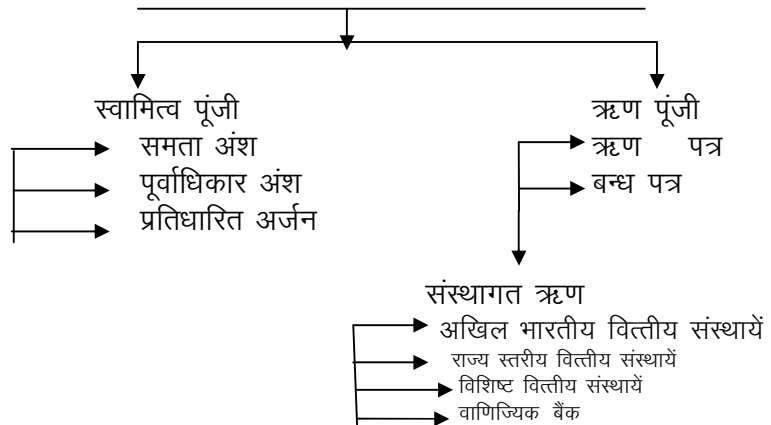 स्वामित्व पूंजी
समता अंश
पूर्वाधिकार अंश
प्रतिधारित अर्जन
ऋण पूंजी
ऋण पत्र
बन्ध पत्र
संस्थागत ऋण
अखिल भारतीय वित्तीय संस्थायें
राज्य स्तरीय वित्तीय संस्थायें
विशिष्ट वित्तीय संस्थायें
वाणिज्यिक बैंक